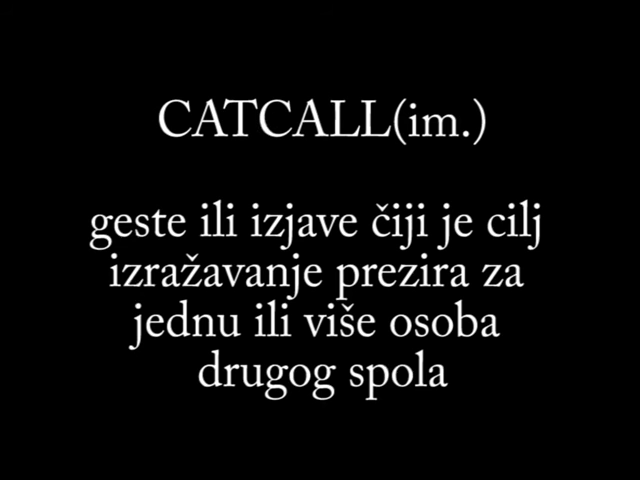 CATCALL(im.)
geste ili izjave čiji je cilj
izražavanje prezira za
jednu ili više osoba
drugog spola